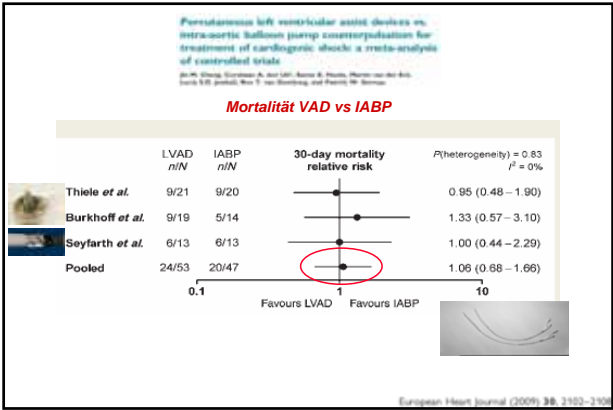 Percutaneous left ventricular assist devices vs.
intra-aortic balloon pump counterpulsation for
treatment of cardiogenic shock: a meta-analysis
of controlled trials
Mortalität VAD vs IABP
LVAD IABP 30-day mortality P(heterogeneity) = 0.83
n/N n/N relative risk I² = 0%
Thiele et al. 9/21 9/20 0.95 (0.48 – 1.90)
Burkhoff et al. 9/19 5/14 1.33 (0.57 – 3.10)
Seyfarth et al. 6/13 6/13 1.00 (0.44 – 2.29)
Pooled 24/53 20/47 1.06 (0.68 – 1.66)
0.1 1 10
Favours LVAD Favours IABP
European Heart Journal (2009) 30, 2102–2108